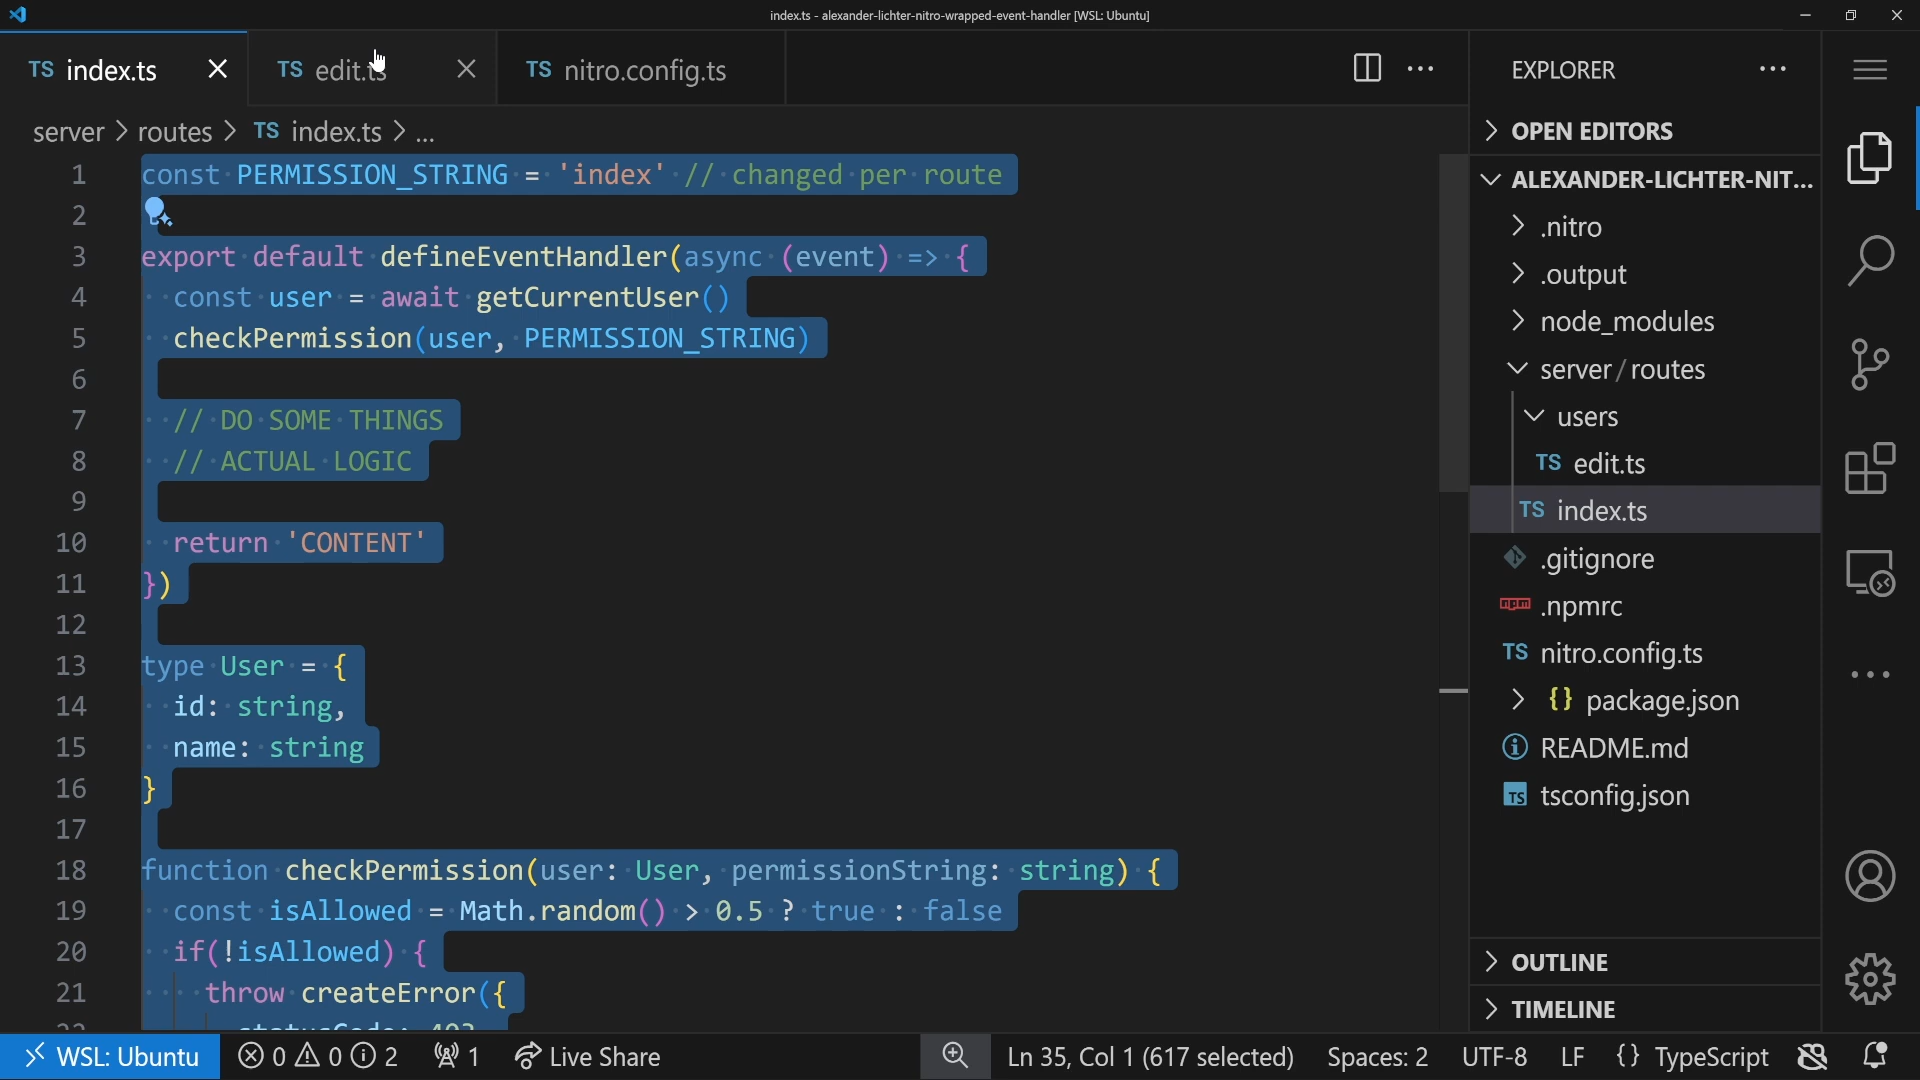 index.ts - alexander-lichter-nitro-wrapped-event-handler [WSL: Ubuntu]
TS index.ts
TS edit.ts
TS nitro.config.ts
server > routes > TS index.ts > ...
1 const PERMISSION_STRING = 'index' // changed per route
2
3 export default defineEventHandler(async (event) => {
4 const user = await getCurrentUser()
5 checkPermission(user, PERMISSION_STRING)
6
7 // DO SOME THINGS
8 // ACTUAL LOGIC
9
10 return 'CONTENT'
11 })
12
13 type User = {
14 id: string,
15 name: string
16 }
17
18 function checkPermission(user: User, permissionString: string) {
19 const isAllowed = Math.random() > 0.5 ? true : false
20 if(!isAllowed) {
21 throw createError({
22 statusCode: 403
EXPLORER
OPEN EDITORS
ALEXANDER-LICHTER-NIT...
.nitro
.output
node_modules
server / routes
users
TS edit.ts
TS index.ts
.gitignore
npm .npmrc
TS nitro.config.ts
{} package.json
README.md
TS tsconfig.json
OUTLINE
TIMELINE
WSL: Ubuntu
0 0 2
1
Live Share
Ln 35, Col 1 (617 selected)
Spaces: 2
UTF-8
LF
{} TypeScript